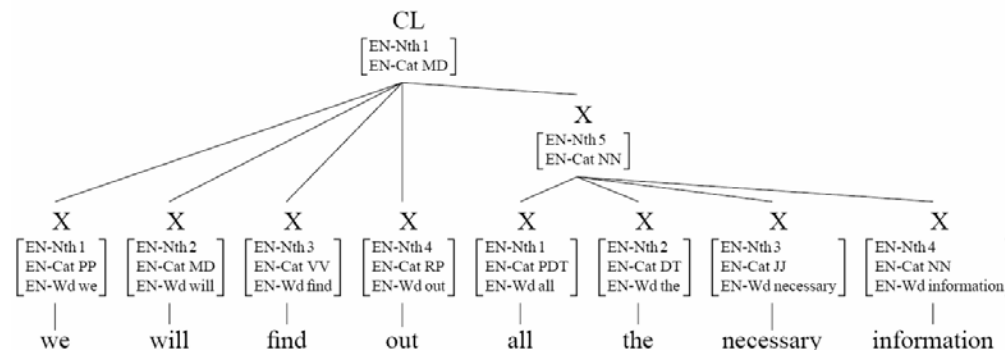 CL
EN-Nth 1
EN-Cat MD
X
EN-Nth 5
EN-Cat NN
X X X X X X X X
EN-Nth 1 EN-Nth 2 EN-Nth 3 EN-Nth 4 EN-Nth 1 EN-Nth 2 EN-Nth 3 EN-Nth 4
EN-Cat PP EN-Cat MD EN-Cat VV EN-Cat RP EN-Cat PDT EN-Cat DT EN-Cat JJ EN-Cat NN
EN-Wd we EN-Wd will EN-Wd find EN-Wd out EN-Wd all EN-Wd the EN-Wd necessary EN-Wd information
we will find out all the necessary information